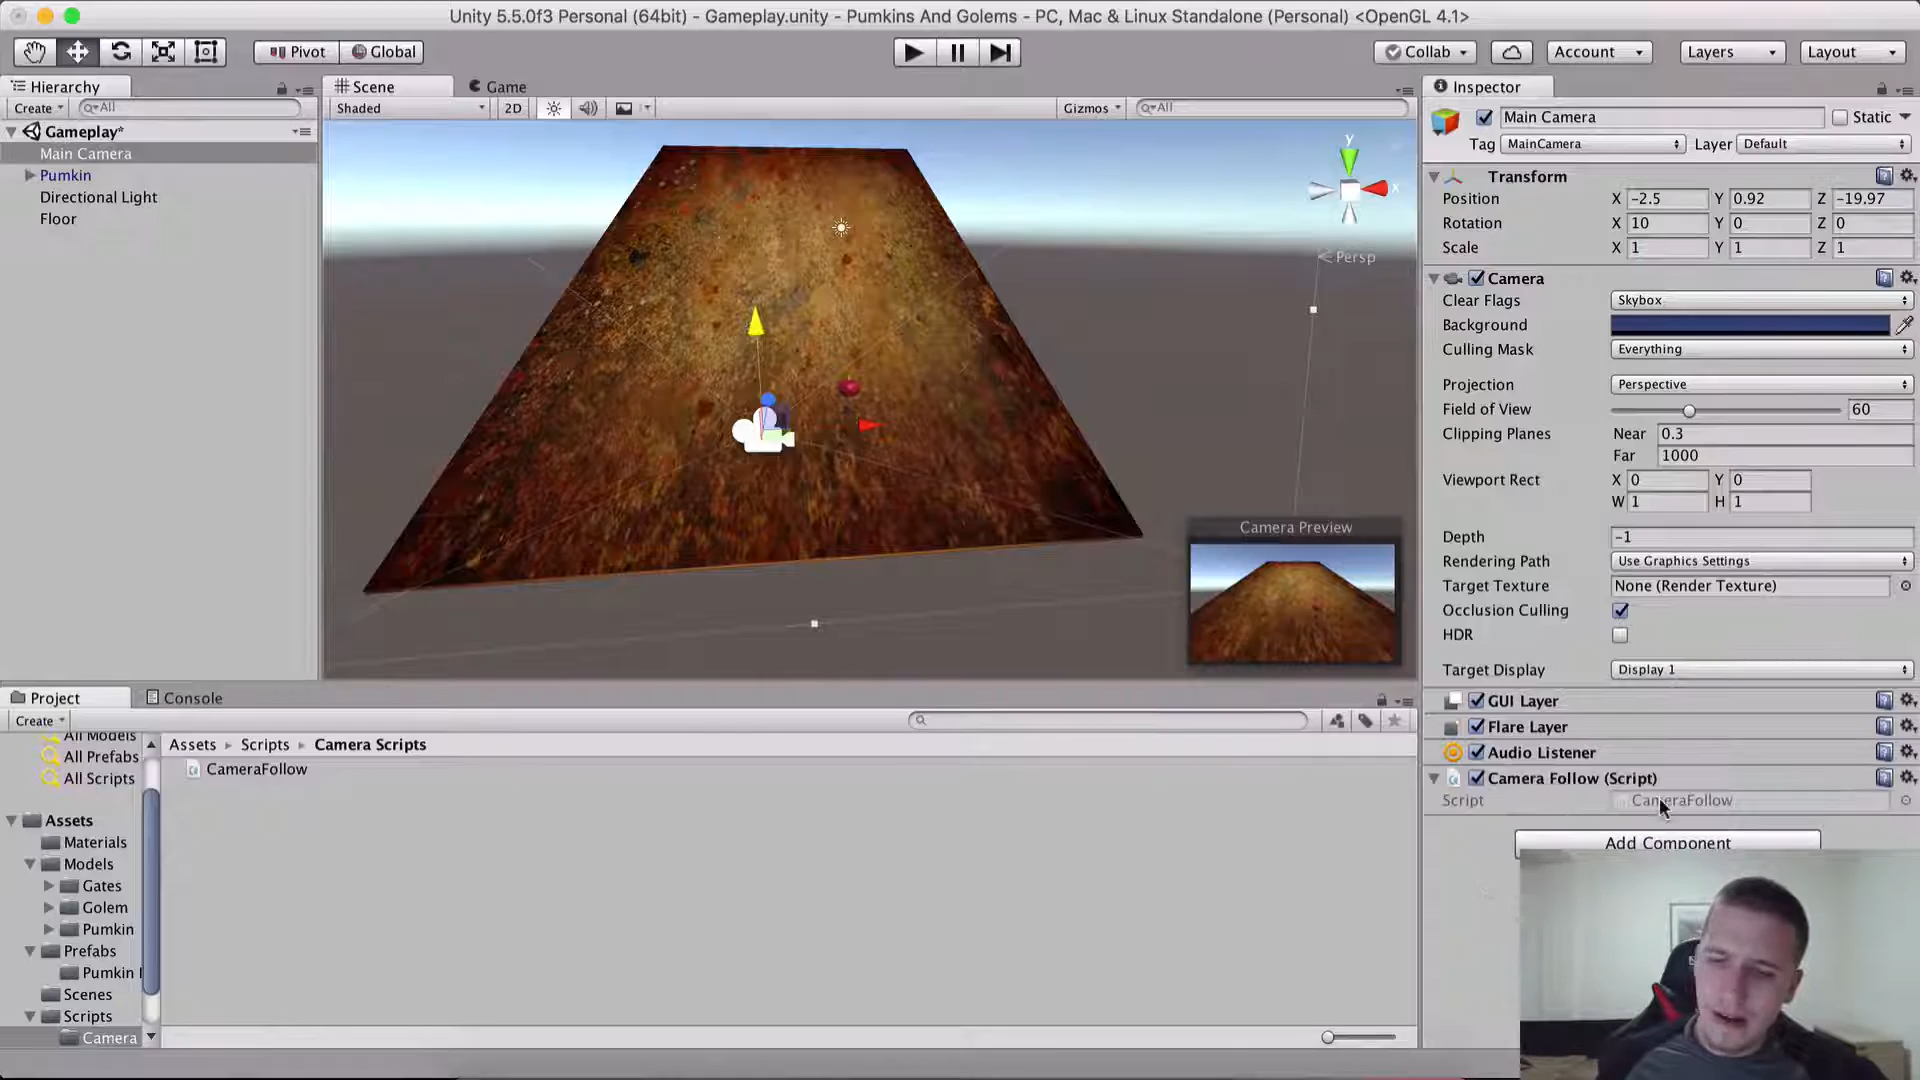 Unity 5.5.0f3 Personal (64bit) - Gameplay.unity - Pumkins And Golems - PC, Mac & Linux Standalone (Personal) <OpenGL 4.1>
Pivot Global Collab Account Layers Layout
Hierarchy
Create All
Gameplay*
Main Camera
Pumkin
Directional Light
Floor
Scene Game
Shaded 2D Gizmos All
y
x
Persp
Camera Preview
Inspector
Main Camera Static
Tag MainCamera Layer Default
Transform
Position X -2.5 Y 0.92 Z -19.97
Rotation X 10 Y 0 Z 0
Scale X 1 Y 1 Z 1
Camera
Clear Flags Skybox
Background
Culling Mask Everything
Projection Perspective
Field of View 60
Clipping Planes Near 0.3
Far 1000
Viewport Rect X 0 Y 0
W 1 H 1
Depth -1
Rendering Path Use Graphics Settings
Target Texture None (Render Texture)
Occlusion Culling
HDR
Target Display Display 1
GUI Layer
Flare Layer
Audio Listener
Camera Follow (Script)
Script CameraFollow
Add Component
Project Console
Create
All Models
All Prefabs
All Scripts
Assets
Materials
Models
Gates
Golem
Pumkin
Prefabs
Pumkin
Scenes
Scripts
Camera
Assets Scripts Camera Scripts
CameraFollow